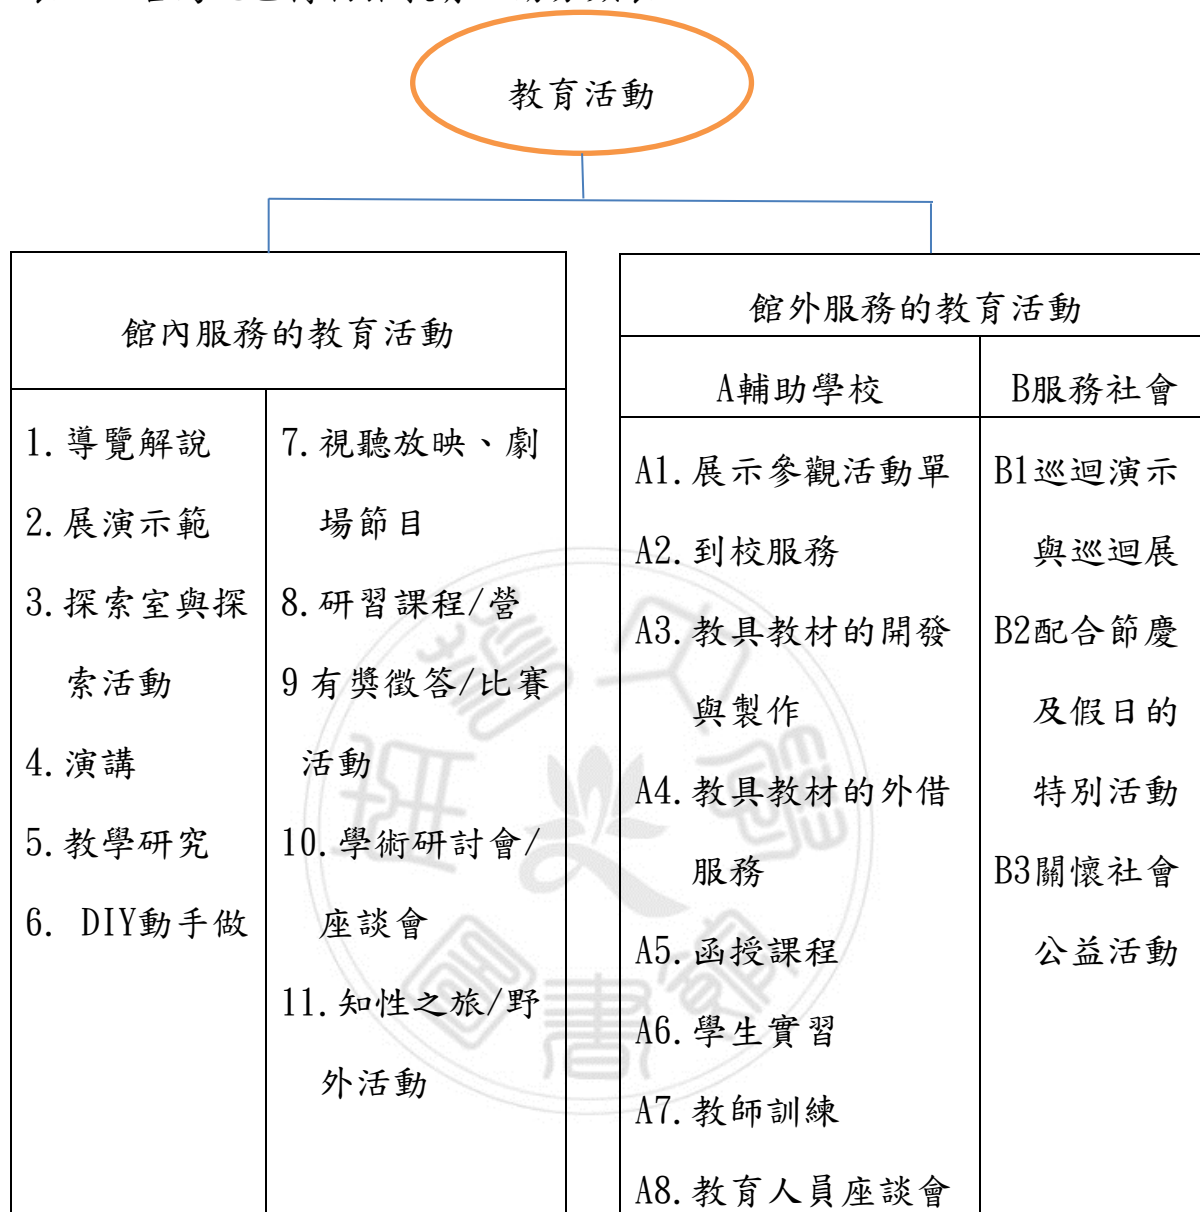 教育活動
館內服務的教育活動
1.導覽解說
2.展演示範
3.探索室與探
索活動
4.演講
5.教學研究
6. DIY動手做
7.視聽放映、劇
場節目
8.研習課程/營
9 有獎徵答/比賽
活動
10.學術研討會/
座談會
11.知性之旅/野
外活動
館外服務的教育活動
A輔助學校
A1.展示參觀活動單
A2.到校服務
A3.教具教材的開發
與製作
A4.教具教材的外借
服務
A5.函授課程
A6.學生實習
A7.教師訓練
A8.教育人員座談會
B服務社會
B1巡迴演示
與巡迴展
B2配合節慶
及假日的
特別活動
B3關懷社會
公益活動